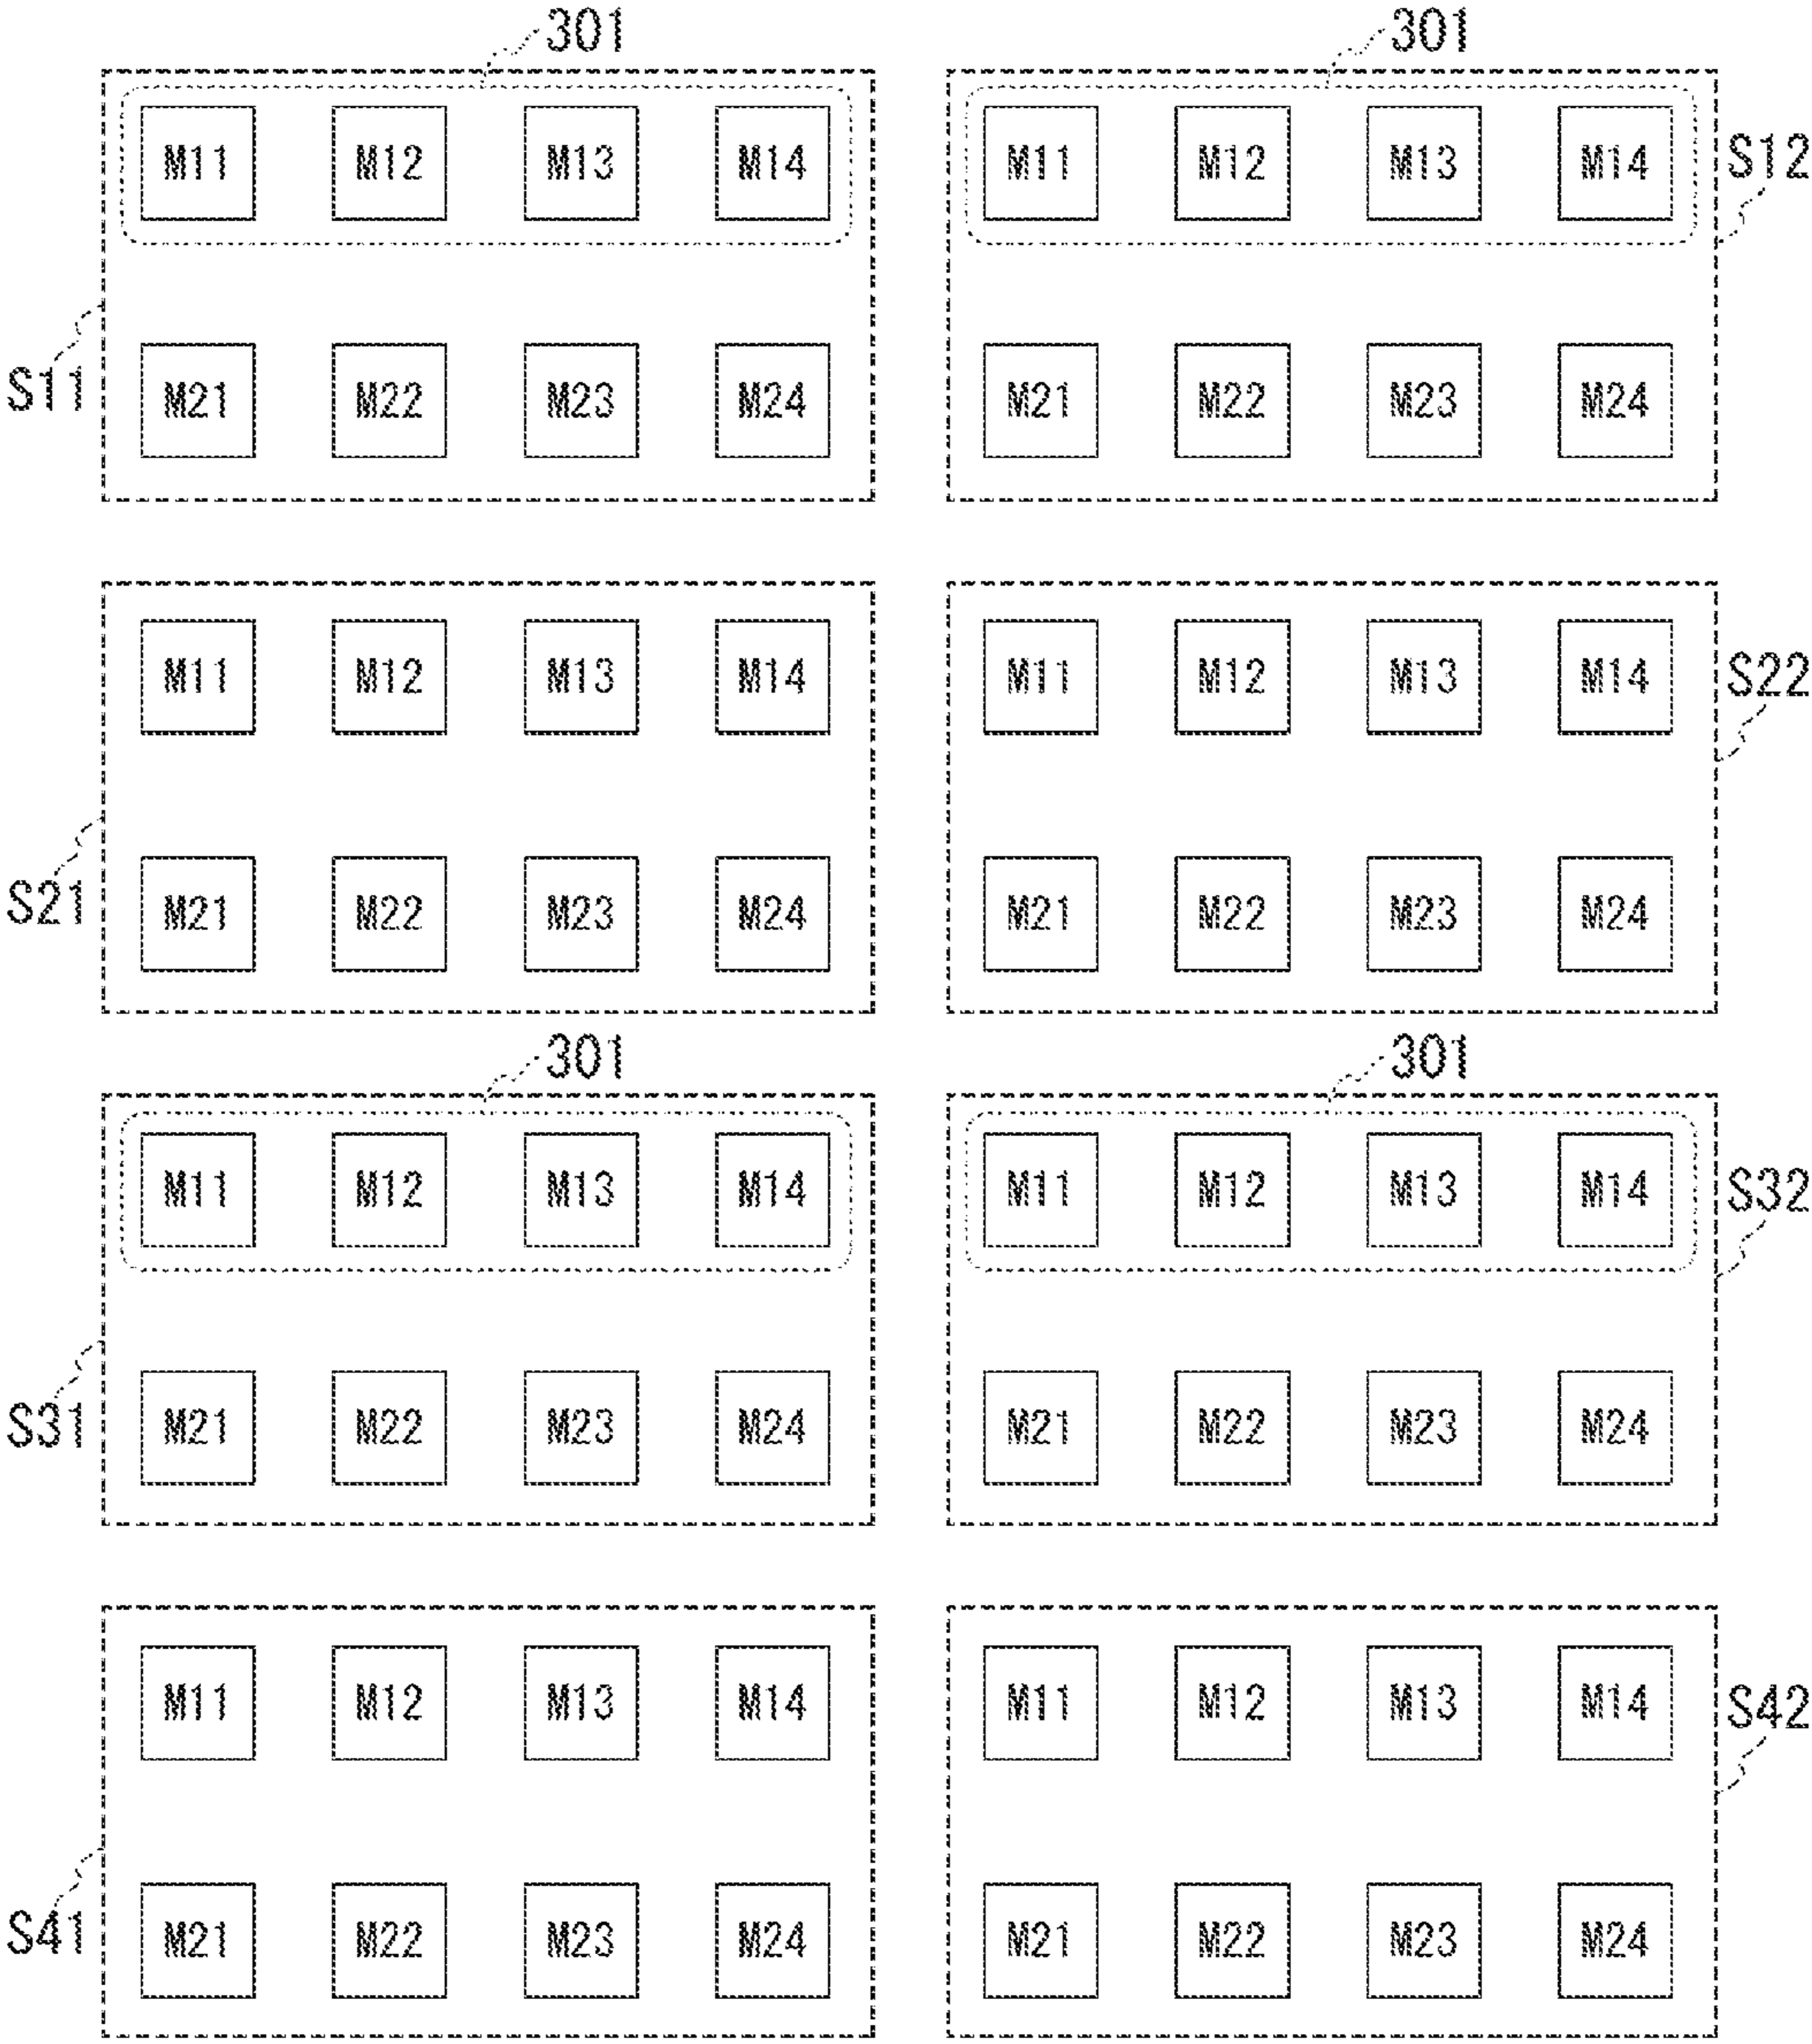 301 301
M11 M12 M13 M14 M11 M12 M13 M14 S12
S11 M21 M22 M23 M24 M21 M22 M23 M24
M11 M12 M13 M14 M11 M12 M13 M14 S22
S21 M21 M22 M23 M24 M21 M22 M23 M24
301 301
M11 M12 M13 M14 M11 M12 M13 M14 S32
S31 M21 M22 M23 M24 M21 M22 M23 M24
M11 M12 M13 M14 M11 M12 M13 M14 S42
S41 M21 M22 M23 M24 M21 M22 M23 M24